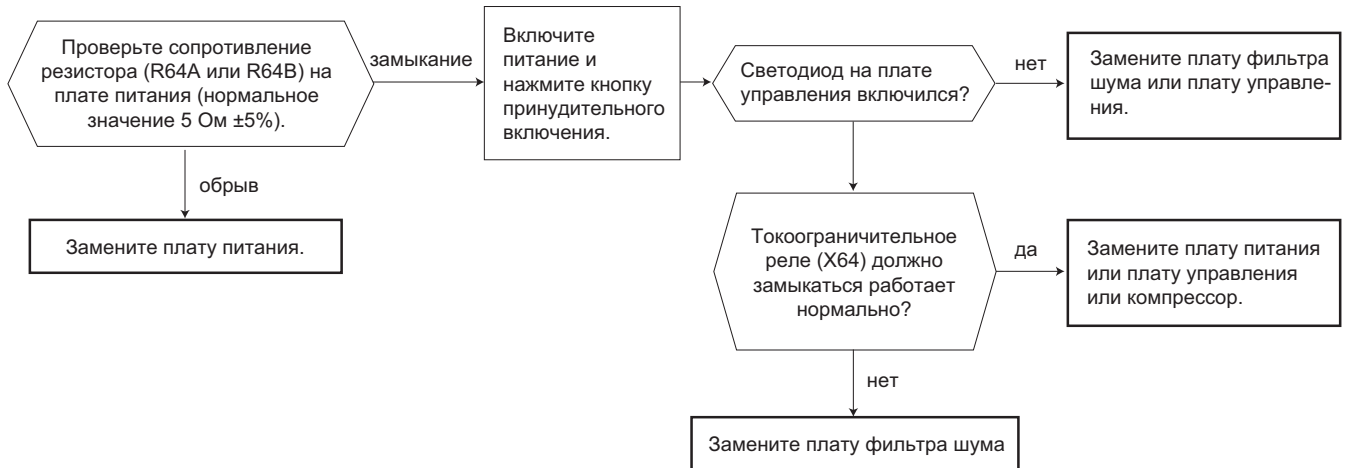 Проверьте сопротивление
резистора (R64A или R64B) на
плате питания (нормальное
значение 5 Ом ±5%).
замыкание
Включите
питание и
нажмите кнопку
принудительного
включения.
Светодиод на плате
управления включился?
нет
Замените плату фильтра
шума или плату управле-
ния.
обрыв
Замените плату питания.
Токоограничительное
реле (X64) должно
замыкаться работает
нормально?
да
Замените плату питания
или плату управления
или компрессор.
нет
Замените плату фильтра шума